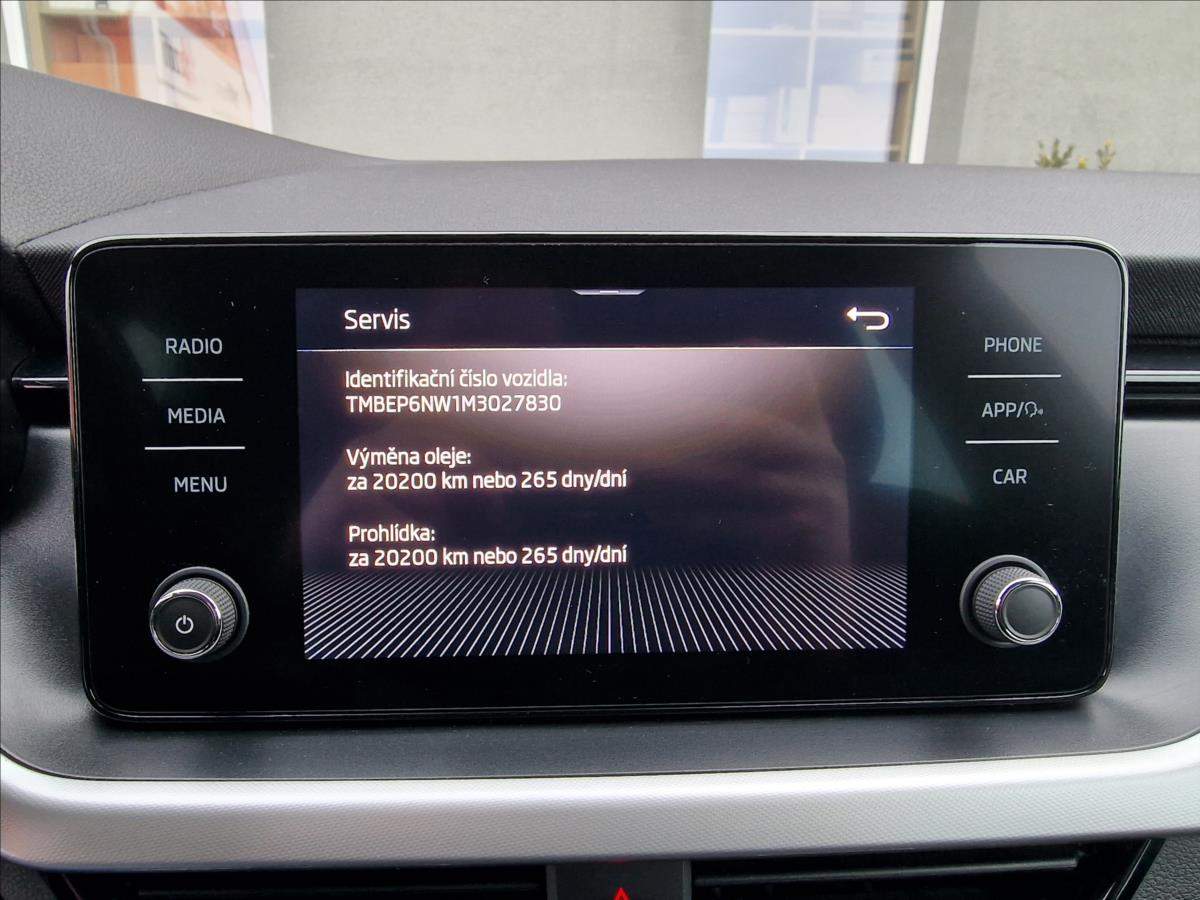 Servis
RADIO
MEDIA
MENU
Identifikační číslo vozidla:
TMBEP6NW1M3027830
Výměna oleje:
za 20200 km nebo 265 dny/dní
Prohlídka:
za 20200 km nebo 265 dny/dní
PHONE
APP/
CAR